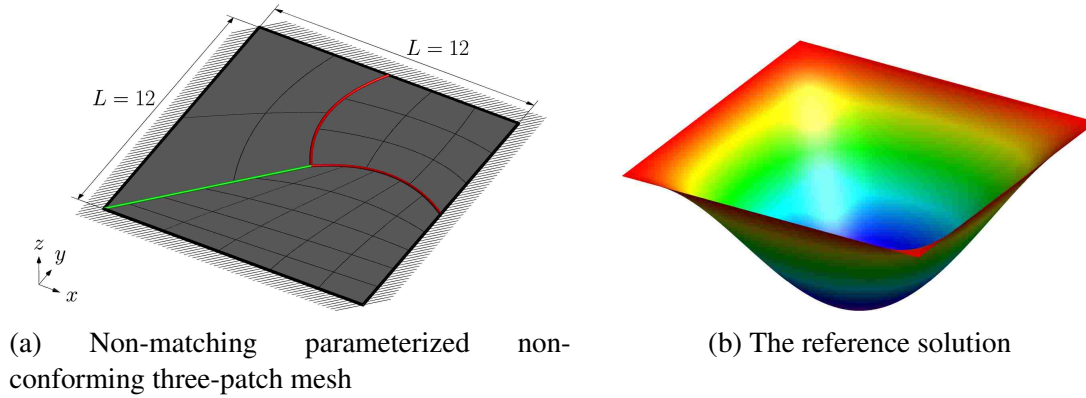 L = 12
L = 12
z
y
x
(a) Non-matching parameterized non-
conforming three-patch mesh
(b) The reference solution